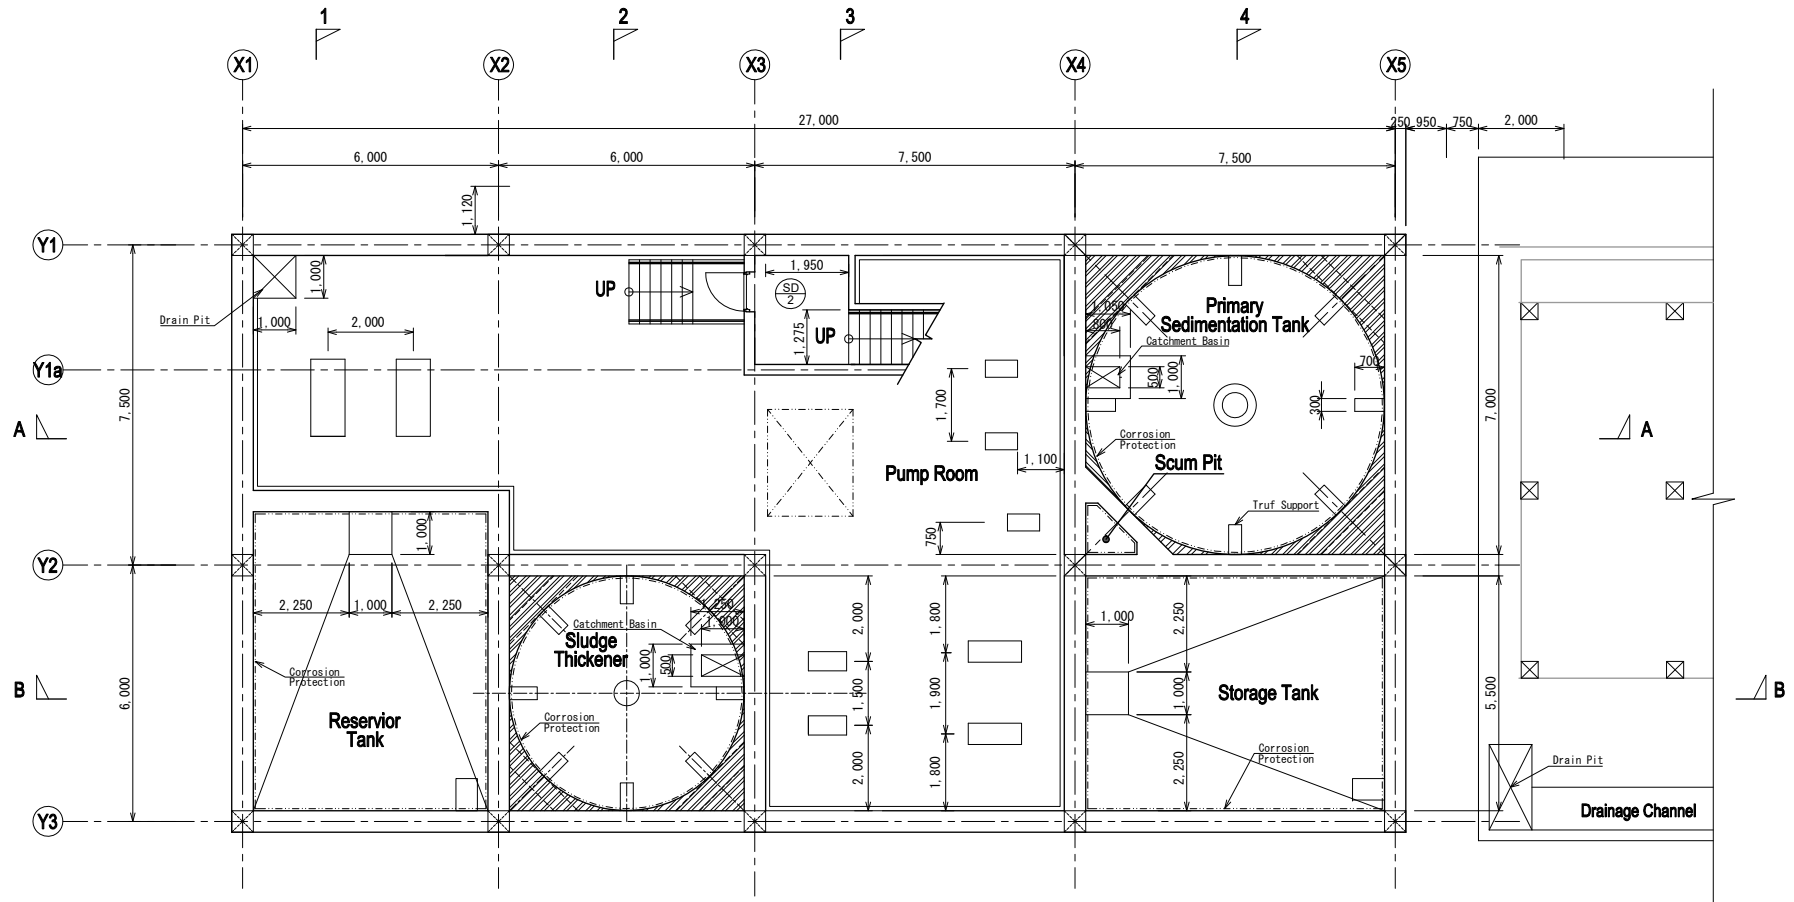 1
2
3
4
X1
X2
X3
X4
X5
27,000
250
950
750
2,000
6,000
6,000
7,500
7,500
1,120
Y1
1,000
1,950
UP
SD
2
Drain Pit
1,000
2,000
1,275
UP
1,050
800
Primary
Sedimentation Tank
Catchment Basin
500
1,000
700
300
Y1a
7,500
1,700
7,000
A
A
Corrosion
Protection
Scum Pit
Pump Room
1,100
Truf Support
750
1,000
Y2
2,250
1,000
2,250
1,250
1,000
Catchment Basin
Sludge
Thickener
1,000
500
2,000
1,800
1,000
2,250
Corrosion
Protection
B
6,000
1,500
1,900
1,000
Storage Tank
5,500
B
Reservior
Tank
Corrosion
Protection
2,000
1,800
2,250
Corrosion
Protection
Drain Pit
Drainage Channel
Y3